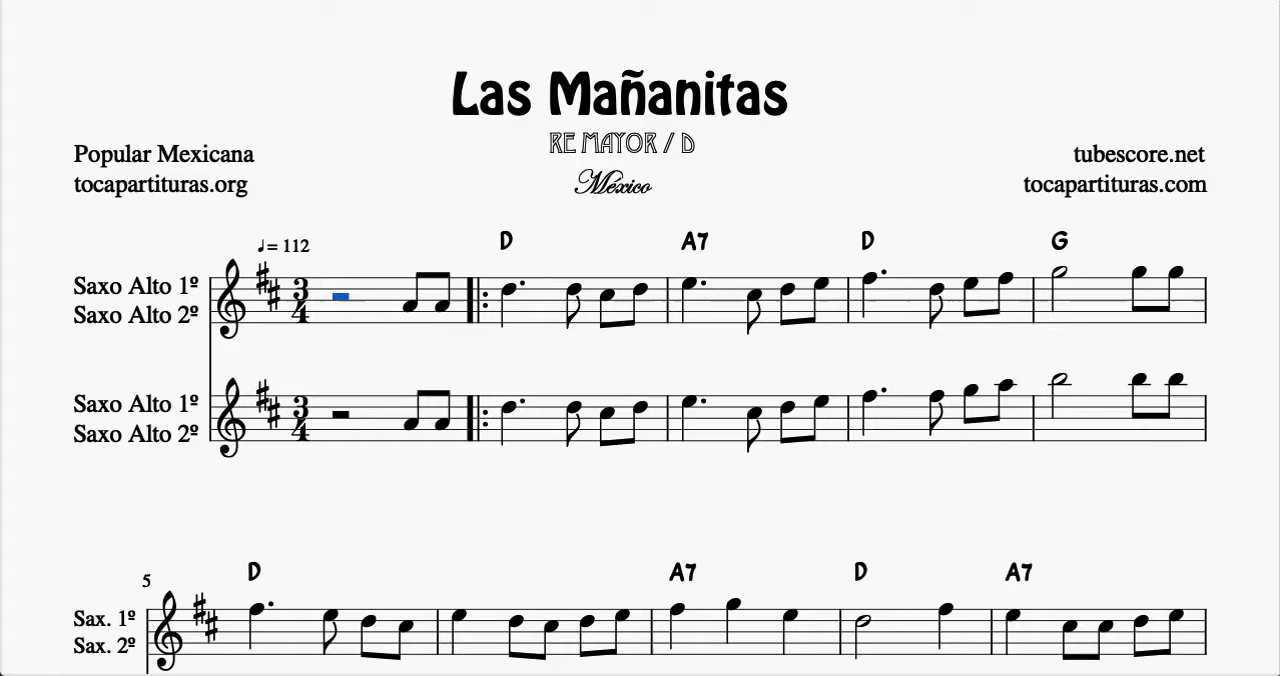 Las Mañanitas
RE MAYOR / D
Popular Mexicana
tubescore.net
tocapartituras.org
México
tocapartituras.com
♩= 112
D A7 D G
Saxo Alto 1º
Saxo Alto 2º
3
4
Saxo Alto 1º
Saxo Alto 2º
3
4
5
D A7 D A7
Sax. 1º
Sax. 2º